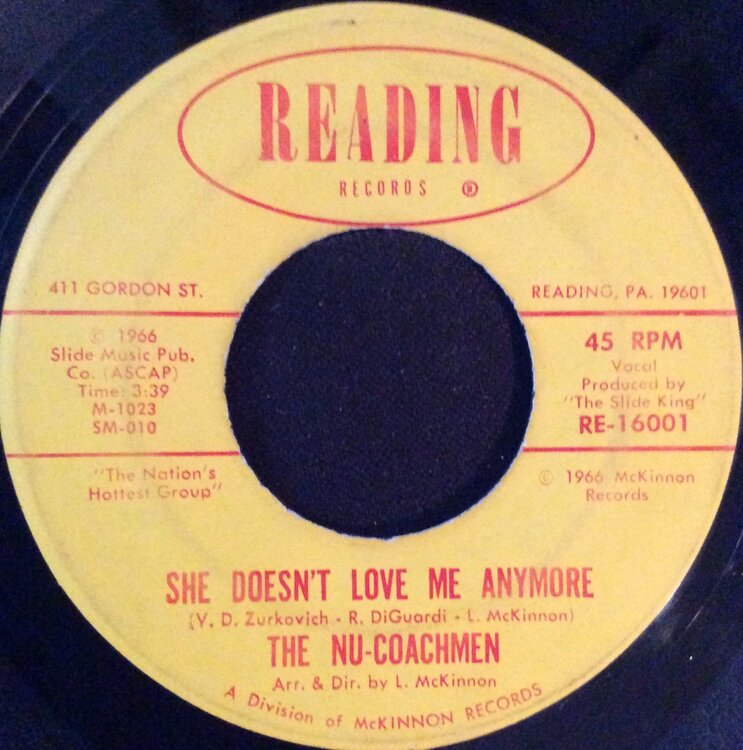 READING
RECORDS ®
411 GORDON ST.
READING, PA. 19601
© 1966
Slide Music Pub.
Co. (ASCAP)
Time: 3:39
M-1023
SM-010
"The Nation's
Hottest Group"
45 RPM
Vocal
Produced by
"The Slide King"
RE-16001
© 1966 McKinnon
Records
SHE DOESN'T LOVE ME ANYMORE
(V. D. Zurkovich - R. DiGuardi - L. McKinnon)
THE NU-COACHMEN
Arr. & Dir. by L. McKinnon
A Division of McKINNON RECORDS